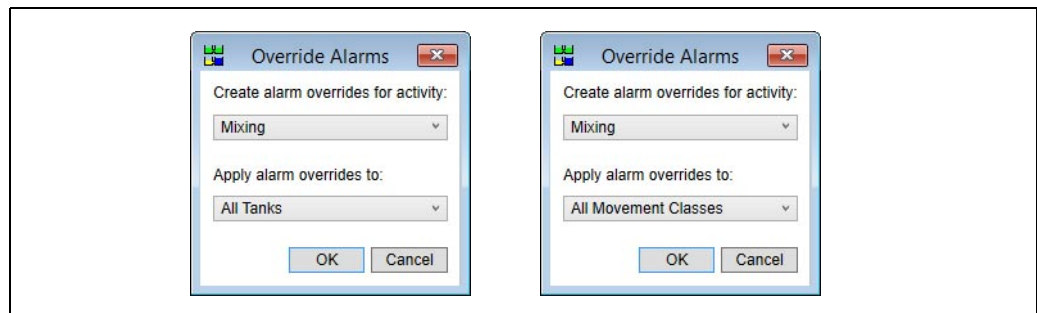 Override Alarms
Create alarm overrides for activity:
Mixing
Apply alarm overrides to:
All Tanks
OK Cancel
Override Alarms
Create alarm overrides for activity:
Mixing
Apply alarm overrides to:
All Movement Classes
OK Cancel